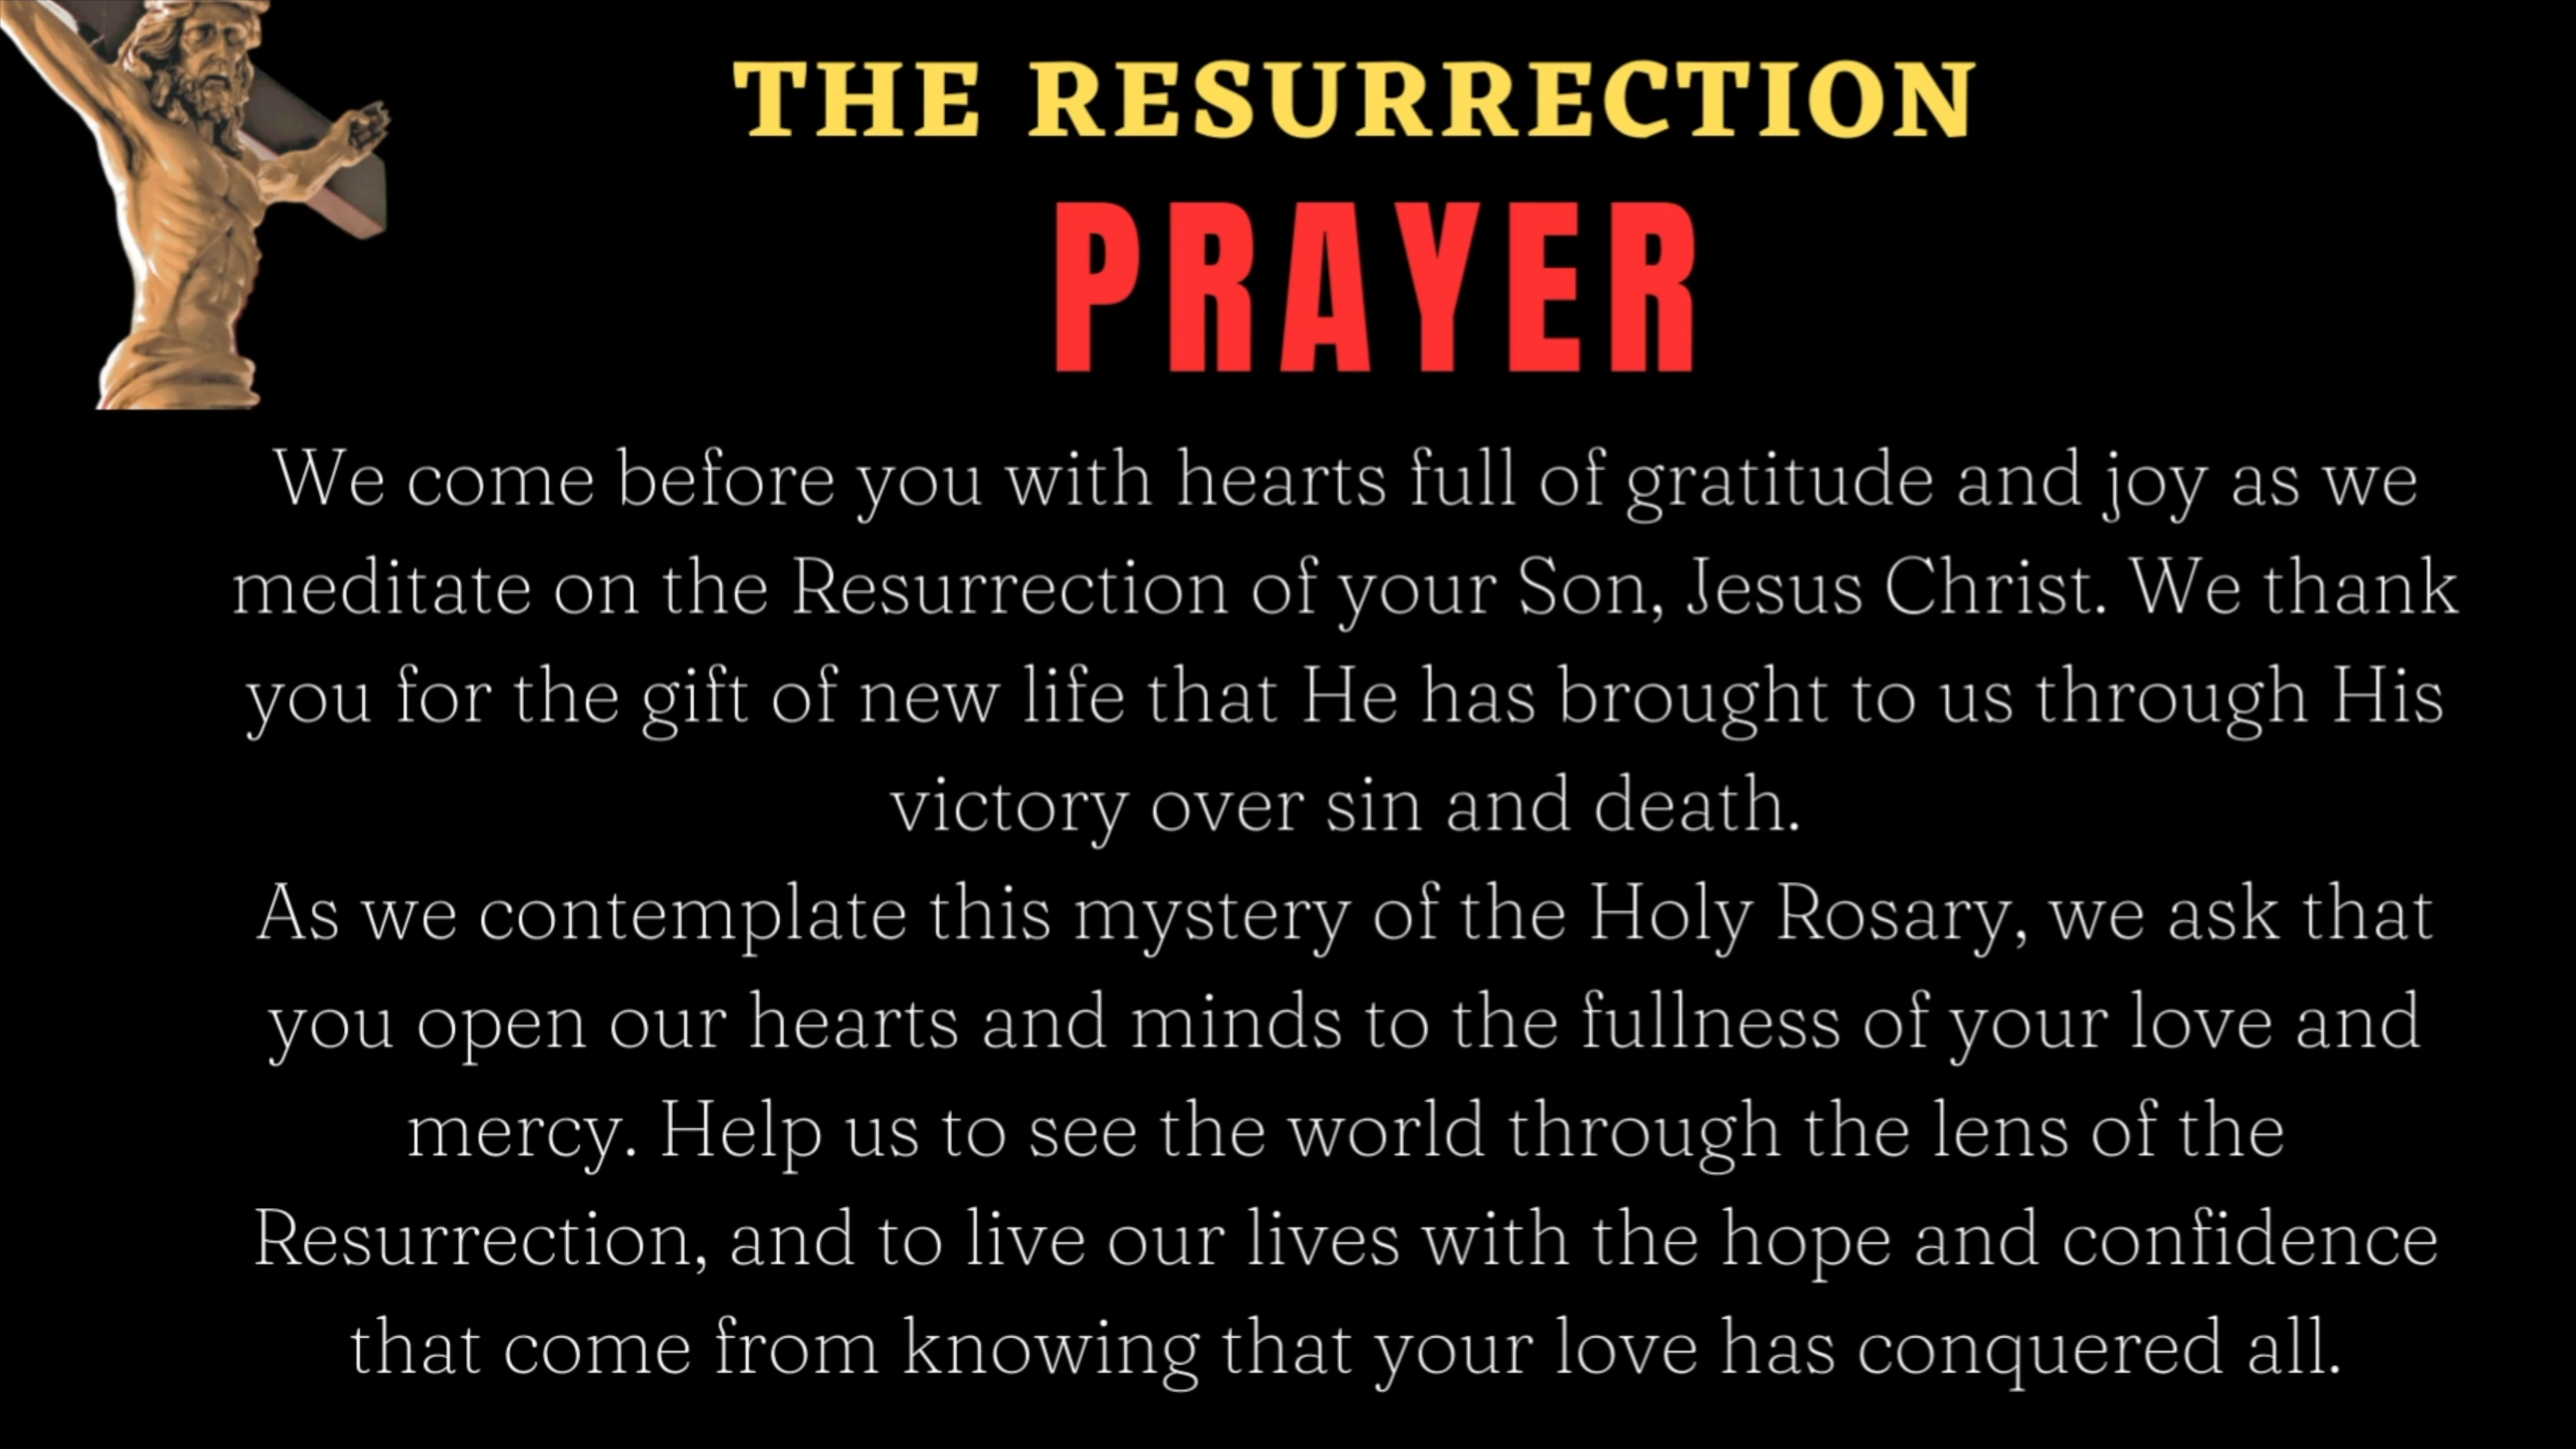 THE RESURRECTION
PRAYER
We come before you with hearts full of gratitude and joy as we
meditate on the Resurrection of your Son, Jesus Christ. We thank
you for the gift of new life that He has brought to us through His
victory over sin and death.
As we contemplate this mystery of the Holy Rosary, we ask that
you open our hearts and minds to the fullness of your love and
mercy. Help us to see the world through the lens of the
Resurrection, and to live our lives with the hope and confidence
that come from knowing that your love has conquered all.